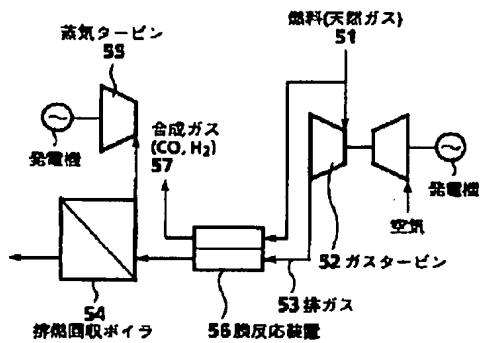 燃料(天然ガス)
51
蒸気タービン
55
合成ガス
(CO, H₂)
57
発電機
発電機
空気
52 ガスタービン
53 排ガス
54
排燃回収ボイラ
56 膜反応装置